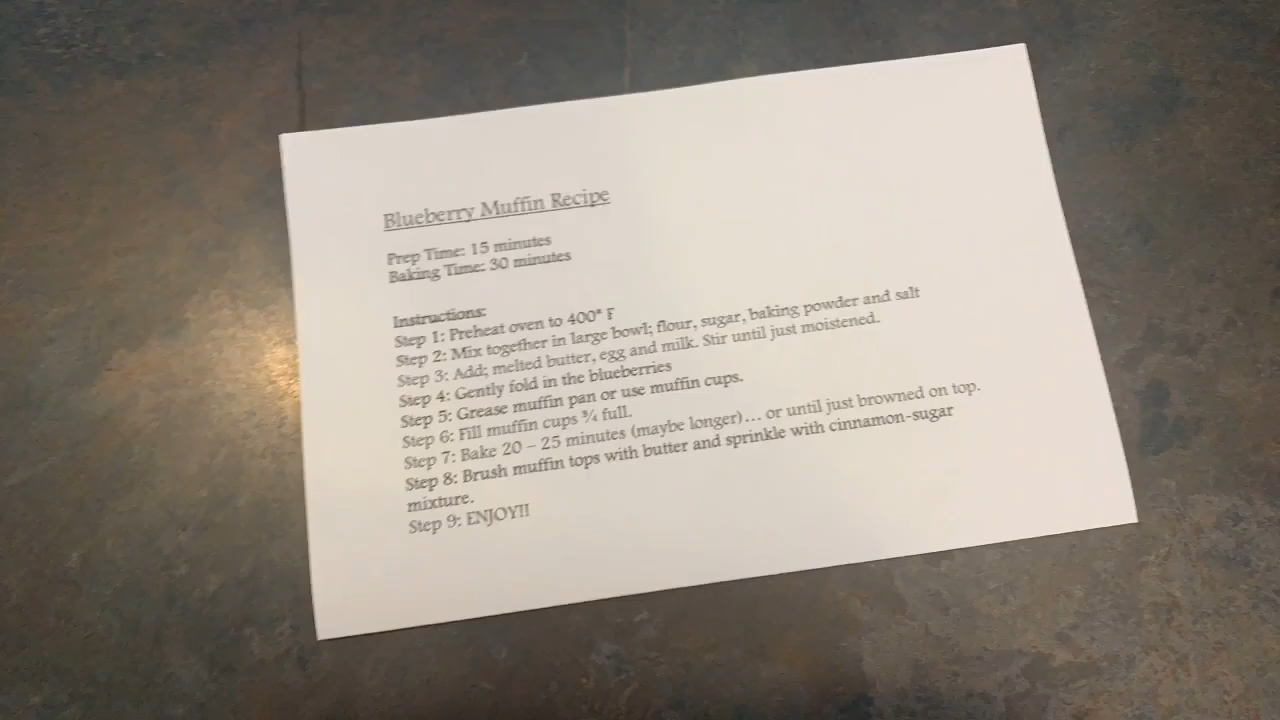 Blueberry Muffin Recipe
Prep Time: 15 minutes
Baking Time: 30 minutes
Instructions:
Step 1: Preheat oven to 400° F
Step 2: Mix together in large bowl; flour, sugar, baking powder and salt
Step 3: Add; melted butter, egg and milk. Stir until just moistened.
Step 4: Gently fold in the blueberries
Step 5: Grease muffin pan or use muffin cups.
Step 6: Fill muffin cups ¾ full.
Step 7: Bake 20 – 25 minutes (maybe longer)… or until just browned on top.
Step 8: Brush muffin tops with butter and sprinkle with cinnamon-sugar
mixture.
Step 9: ENJOY!!